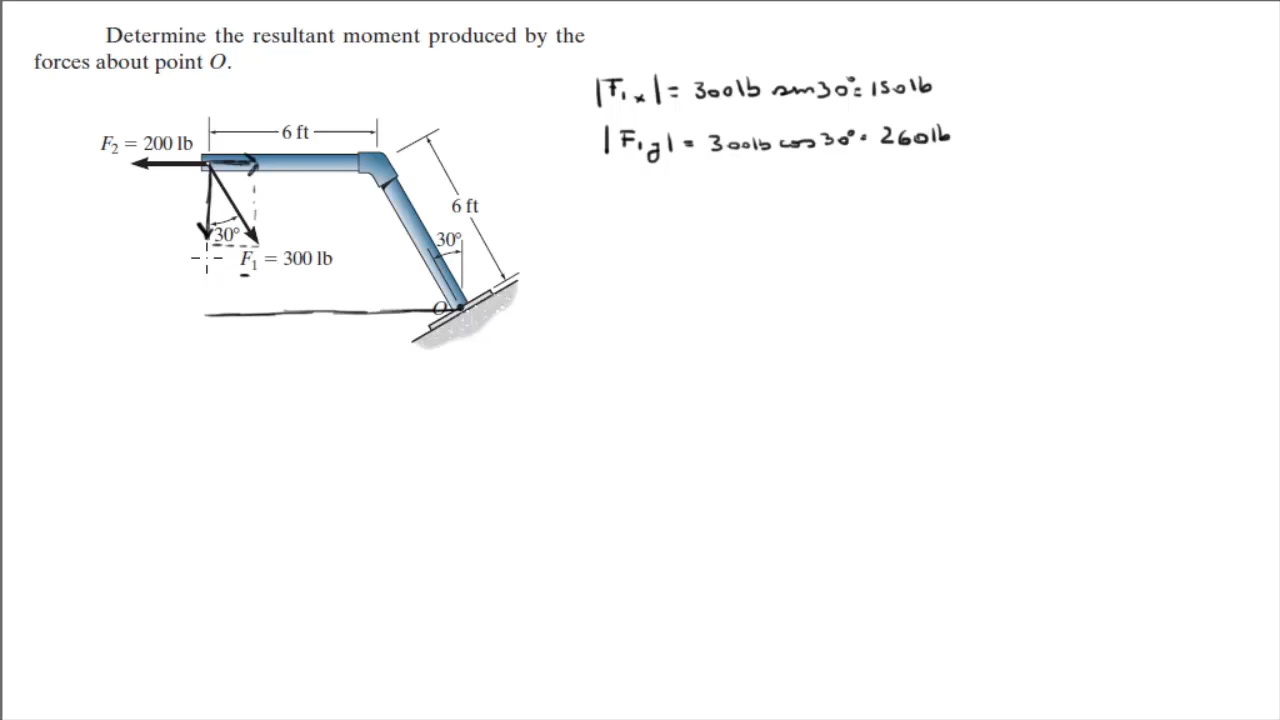 Determine the resultant moment produced by the
forces about point O.
|F₁ₓ| = 300lb sin30° = 150lb
|F₁y| = 300lb cos30° = 260lb
6 ft
F₂ = 200 lb
6 ft
30°
30°
F₁ = 300 lb
O